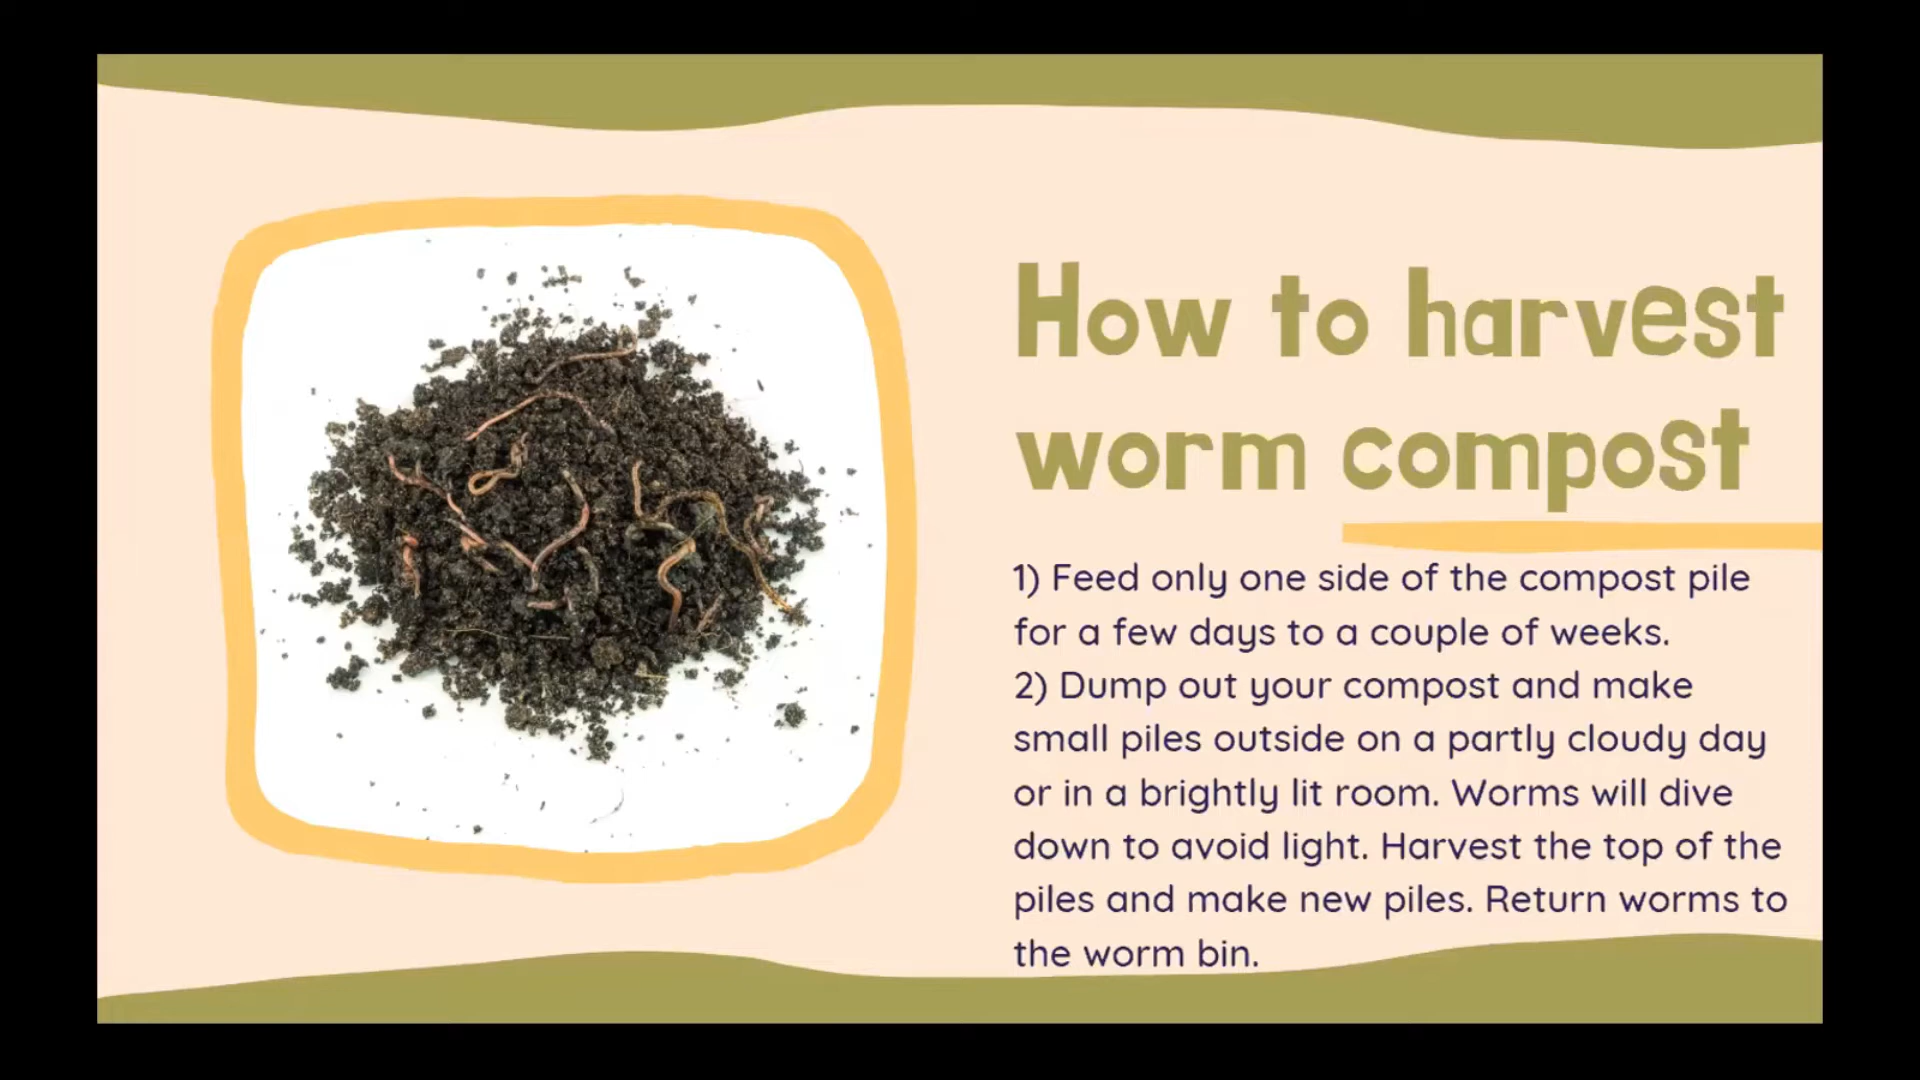 How to harvest
worm compost
1) Feed only one side of the compost pile
for a few days to a couple of weeks.
2) Dump out your compost and make
small piles outside on a partly cloudy day
or in a brightly lit room. Worms will dive
down to avoid light. Harvest the top of the
piles and make new piles. Return worms to
the worm bin.